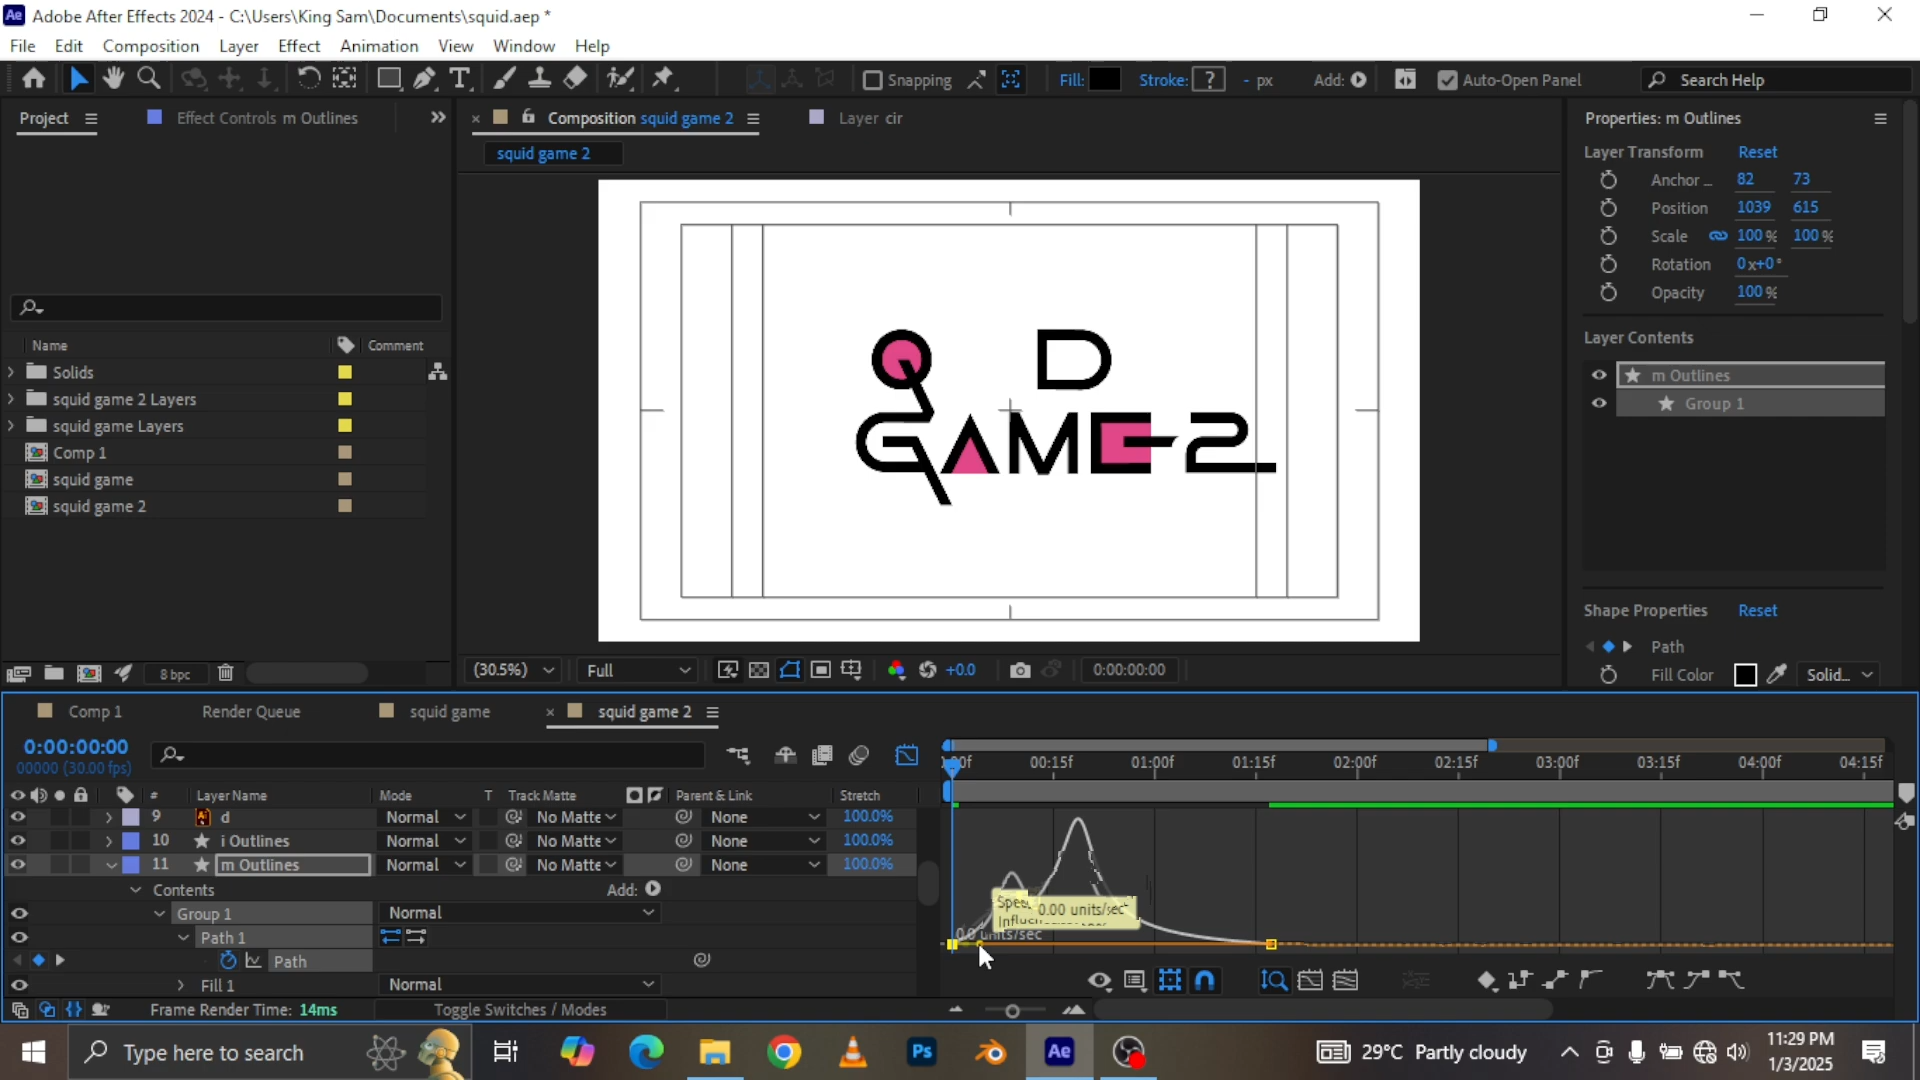 Ae Adobe After Effects 2024 - C:\Users\King Sam\Documents\squid.aep *
File Edit Composition Layer Effect Animation View Window Help
Snapping Fill: Stroke: ? - px Add: Auto-Open Panel Search Help
Project Effect Controls m Outlines
Composition squid game 2 Layer cir
squid game 2
Properties: m Outlines
Layer Transform Reset
Anchor... 82 73
Position 1039 615
Scale 100 % 100 %
Rotation 0x+0°
Opacity 100 %
Layer Contents
m Outlines
Group 1
Shape Properties Reset
Path
Fill Color Solid...
Name Comment
Solids
squid game 2 Layers
squid game Layers
Comp 1
squid game
squid game 2
8 bpc
D
GAME 2
(30.5%) Full +0.0 0:00:00:00
Comp 1 Render Queue squid game squid game 2
0:00:00:00
00000 (30.00 fps)
00f 00:15f 01:00f 01:15f 02:00f 02:15f 03:00f 03:15f 04:00f 04:15f
# Layer Name Mode T Track Matte Parent & Link Stretch
9 Ai d Normal No Matte None 100.0%
10 i Outlines Normal No Matte None 100.0%
11 m Outlines Normal No Matte None 100.0%
Contents Add:
Group 1 Normal
Path 1
Path
Fill 1 Normal
0.00 units/sec
0.0 units/sec
Frame Render Time: 14ms Toggle Switches / Modes
Type here to search Ps Ae 29°C Partly cloudy 11:29 PM
1/3/2025